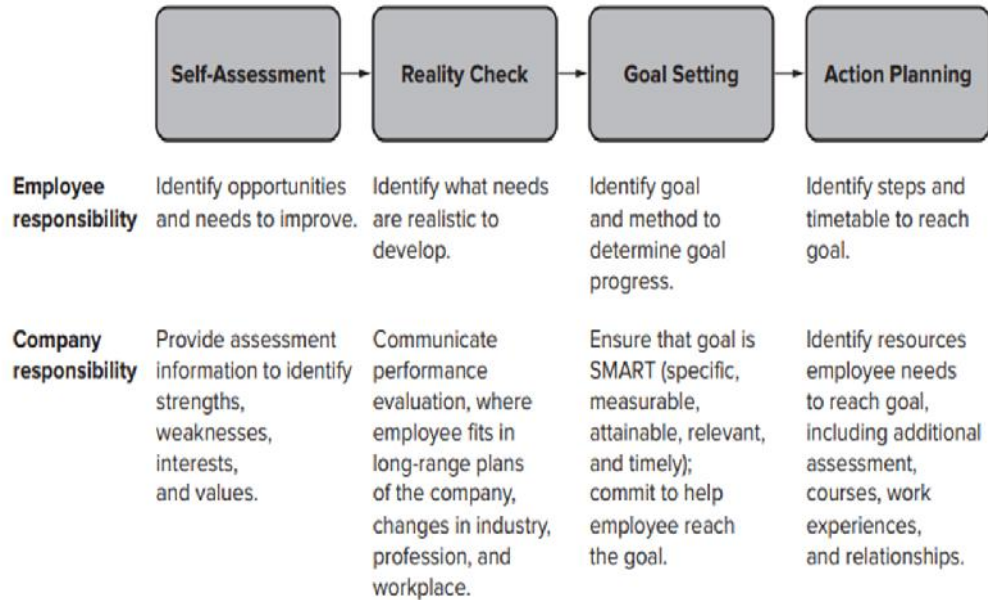 Self-Assessment
Reality Check
Goal Setting
Action Planning
Employee
responsibility
Identify opportunities
and needs to improve.
Identify what needs
are realistic to
develop.
Identify goal
and method to
determine goal
progress.
Identify steps and
timetable to reach
goal.
Company
responsibility
Provide assessment
information to identify
strengths,
weaknesses,
interests,
and values.
Communicate
performance
evaluation, where
employee fits in
long-range plans
of the company,
changes in industry,
profession, and
workplace.
Ensure that goal is
SMART (specific,
measurable,
attainable, relevant,
and timely);
commit to help
employee reach
the goal.
Identify resources
employee needs
to reach goal,
including additional
assessment,
courses, work
experiences,
and relationships.